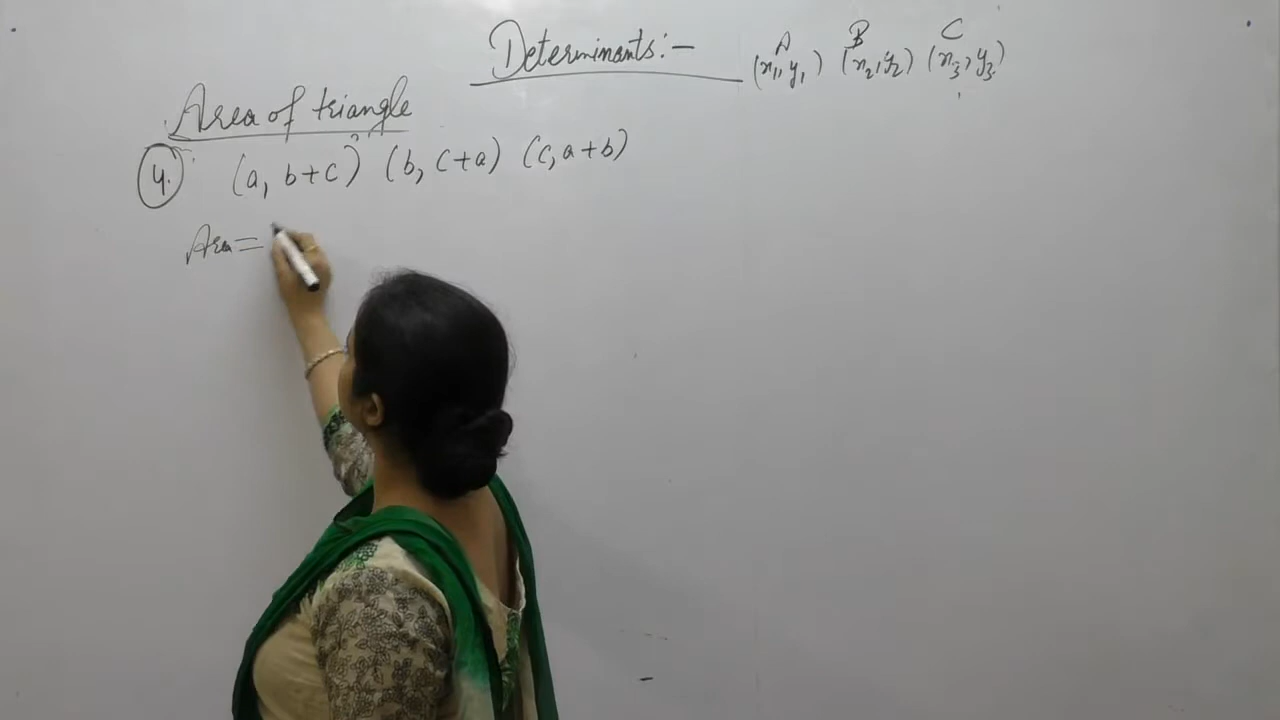 Determinants:-
A B C
(x₁, y₁) (x₂, y₂) (x₃, y₃)
Area of triangle
4. (a, b+c) (b, c+a) (c, a+b)
Area =